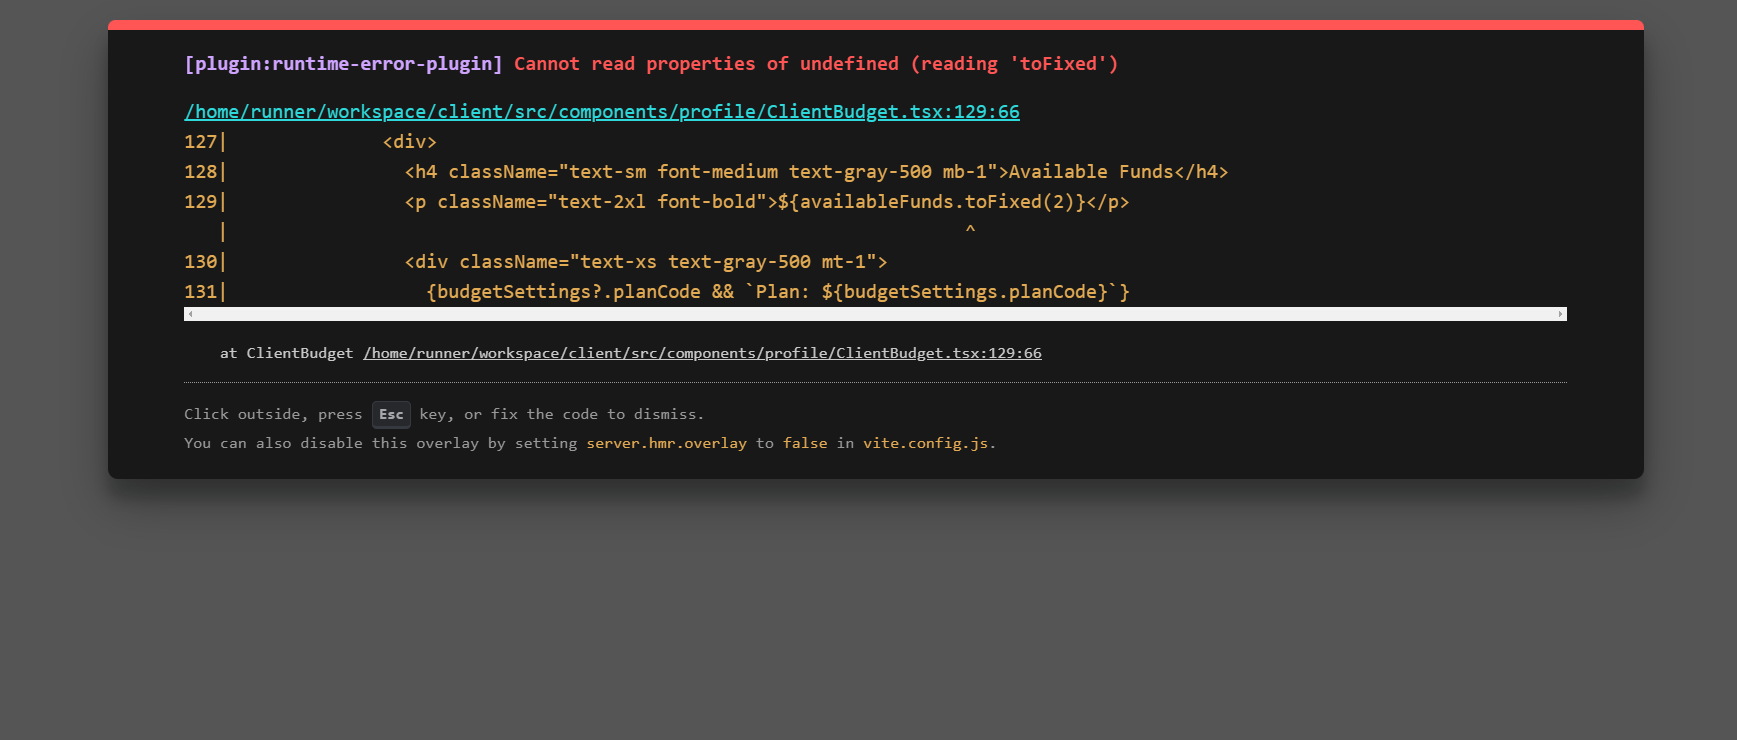 [plugin:runtime-error-plugin] Cannot read properties of undefined (reading 'toFixed')
/home/runner/workspace/client/src/components/profile/ClientBudget.tsx:129:66
127|              <div>
128|                <h4 className="text-sm font-medium text-gray-500 mb-1">Available Funds</h4>
129|                <p className="text-2xl font-bold">${availableFunds.toFixed(2)}</p>
   |                                                                   ^
130|                <div className="text-xs text-gray-500 mt-1">
131|                  {budgetSettings?.planCode && `Plan: ${budgetSettings.planCode}`}
at ClientBudget /home/runner/workspace/client/src/components/profile/ClientBudget.tsx:129:66
Click outside, press Esc key, or fix the code to dismiss.
You can also disable this overlay by setting server.hmr.overlay to false in vite.config.js.